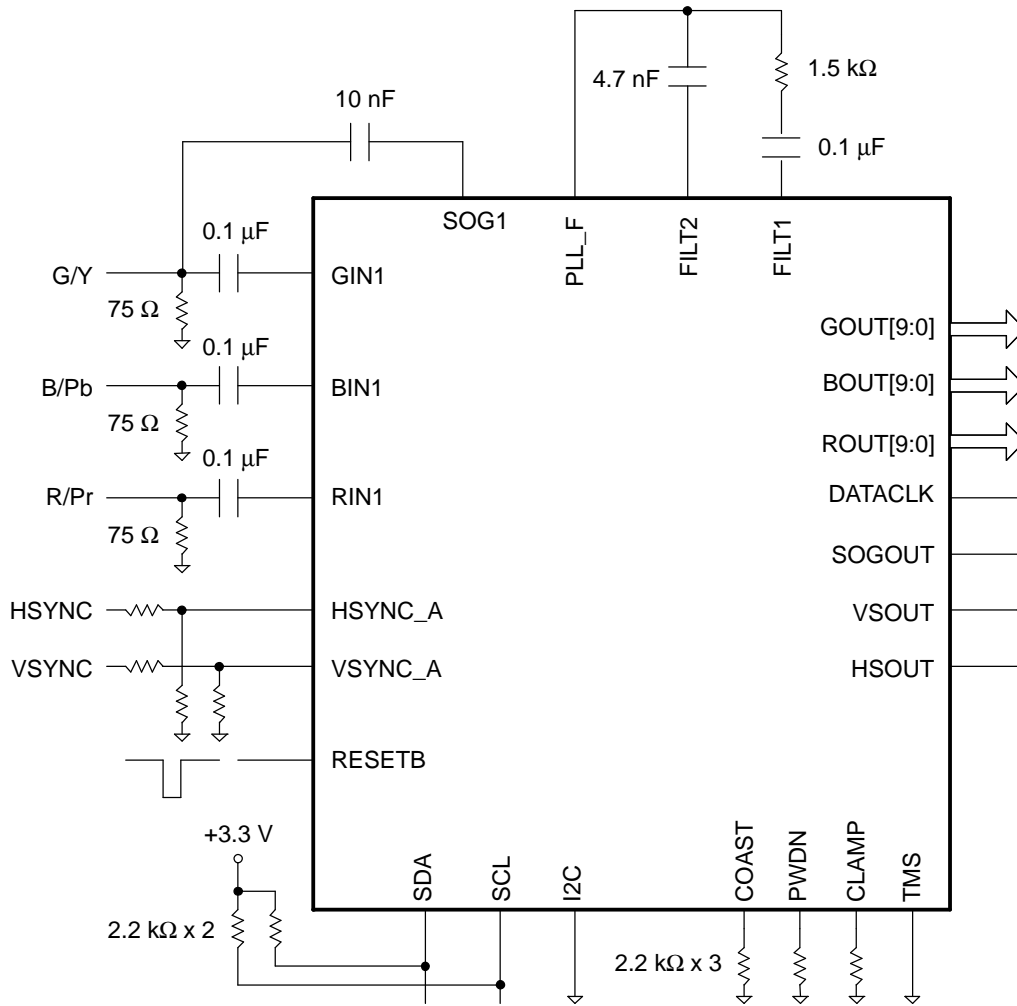 4.7 nF
1.5 kΩ
10 nF
0.1 μF
SOG1
PLL_F
FILT2
FILT1
0.1 μF
G/Y
GIN1
75 Ω
GOUT[9:0]
0.1 μF
B/Pb
BIN1
BOUT[9:0]
75 Ω
ROUT[9:0]
0.1 μF
R/Pr
RIN1
DATACLK
75 Ω
SOGOUT
HSYNC
HSYNC_A
VSOUT
VSYNC
VSYNC_A
HSOUT
RESETB
+3.3 V
SDA
SCL
I2C
COAST
PWDN
CLAMP
TMS
2.2 kΩ x 2
2.2 kΩ x 3